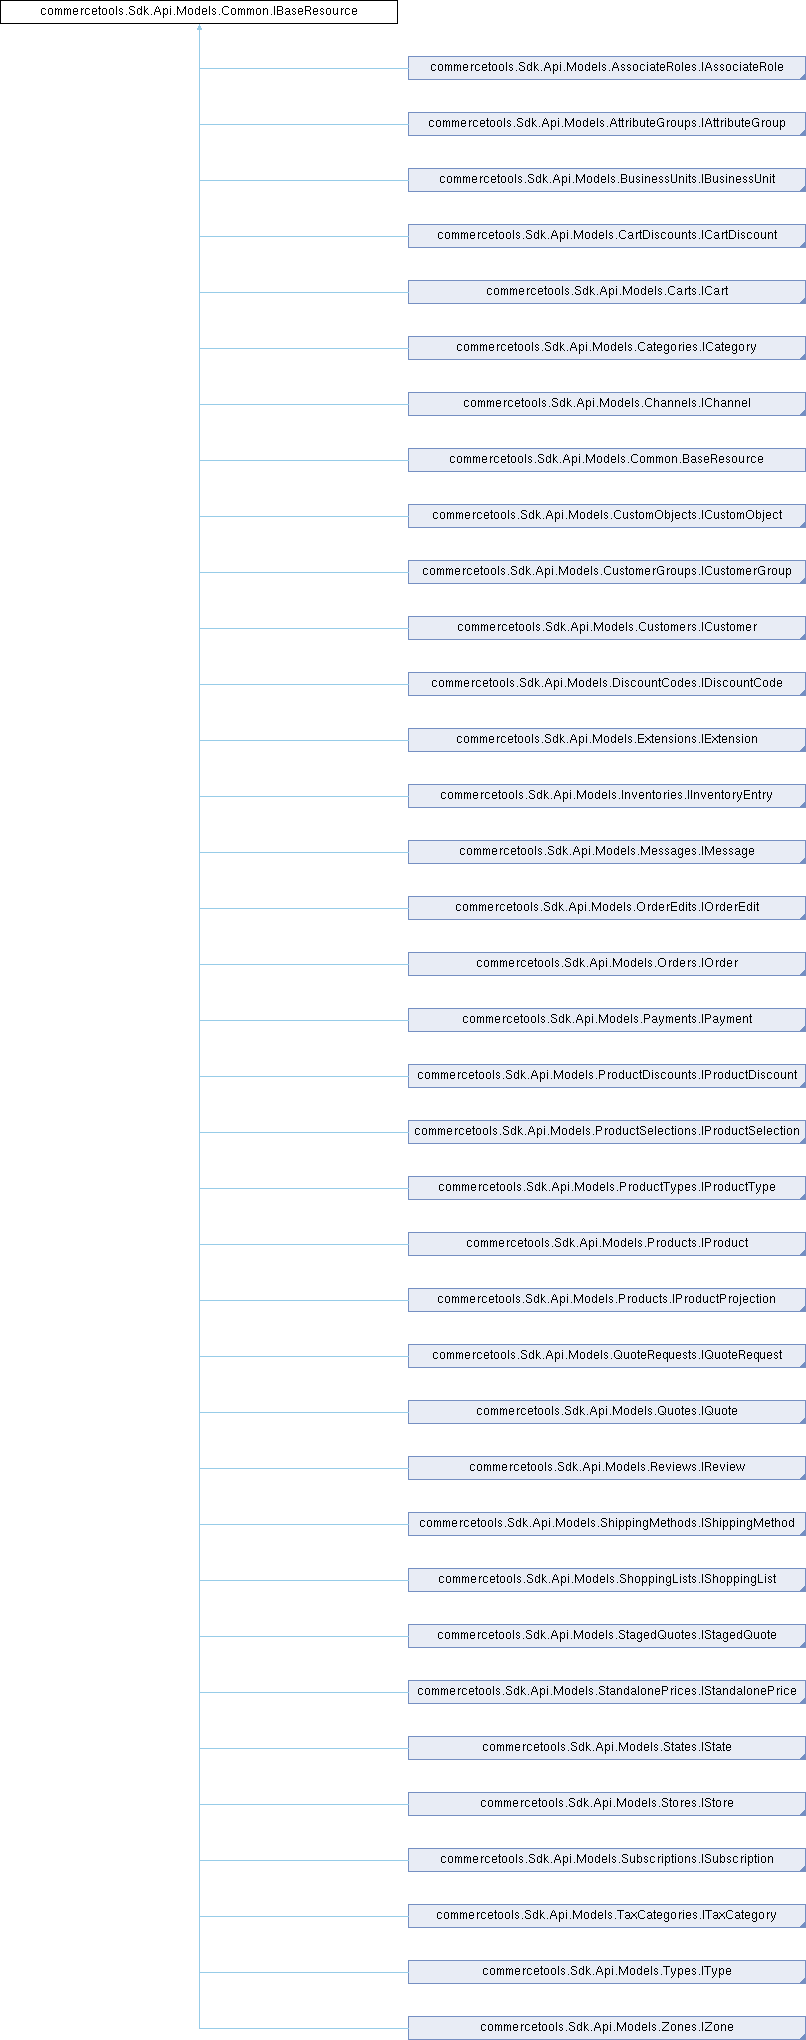 commercetools.Sdk.Api.Models.Common.IBaseResource
commercetools.Sdk.Api.Models.AssociateRoles.IAssociateRole
commercetools.Sdk.Api.Models.AttributeGroups.IAttributeGroup
commercetools.Sdk.Api.Models.BusinessUnits.IBusinessUnit
commercetools.Sdk.Api.Models.CartDiscounts.ICartDiscount
commercetools.Sdk.Api.Models.Carts.ICart
commercetools.Sdk.Api.Models.Categories.ICategory
commercetools.Sdk.Api.Models.Channels.IChannel
commercetools.Sdk.Api.Models.Common.BaseResource
commercetools.Sdk.Api.Models.CustomObjects.ICustomObject
commercetools.Sdk.Api.Models.CustomerGroups.ICustomerGroup
commercetools.Sdk.Api.Models.Customers.ICustomer
commercetools.Sdk.Api.Models.DiscountCodes.IDiscountCode
commercetools.Sdk.Api.Models.Extensions.IExtension
commercetools.Sdk.Api.Models.Inventories.IInventoryEntry
commercetools.Sdk.Api.Models.Messages.IMessage
commercetools.Sdk.Api.Models.OrderEdits.IOrderEdit
commercetools.Sdk.Api.Models.Orders.IOrder
commercetools.Sdk.Api.Models.Payments.IPayment
commercetools.Sdk.Api.Models.ProductDiscounts.IProductDiscount
commercetools.Sdk.Api.Models.ProductSelections.IProductSelection
commercetools.Sdk.Api.Models.ProductTypes.IProductType
commercetools.Sdk.Api.Models.Products.IProduct
commercetools.Sdk.Api.Models.Products.IProductProjection
commercetools.Sdk.Api.Models.QuoteRequests.IQuoteRequest
commercetools.Sdk.Api.Models.Quotes.IQuote
commercetools.Sdk.Api.Models.Reviews.IReview
commercetools.Sdk.Api.Models.ShippingMethods.IShippingMethod
commercetools.Sdk.Api.Models.ShoppingLists.IShoppingList
commercetools.Sdk.Api.Models.StagedQuotes.IStagedQuote
commercetools.Sdk.Api.Models.StandalonePrices.IStandalonePrice
commercetools.Sdk.Api.Models.States.IState
commercetools.Sdk.Api.Models.Stores.IStore
commercetools.Sdk.Api.Models.Subscriptions.ISubscription
commercetools.Sdk.Api.Models.TaxCategories.ITaxCategory
commercetools.Sdk.Api.Models.Types.IType
commercetools.Sdk.Api.Models.Zones.IZone